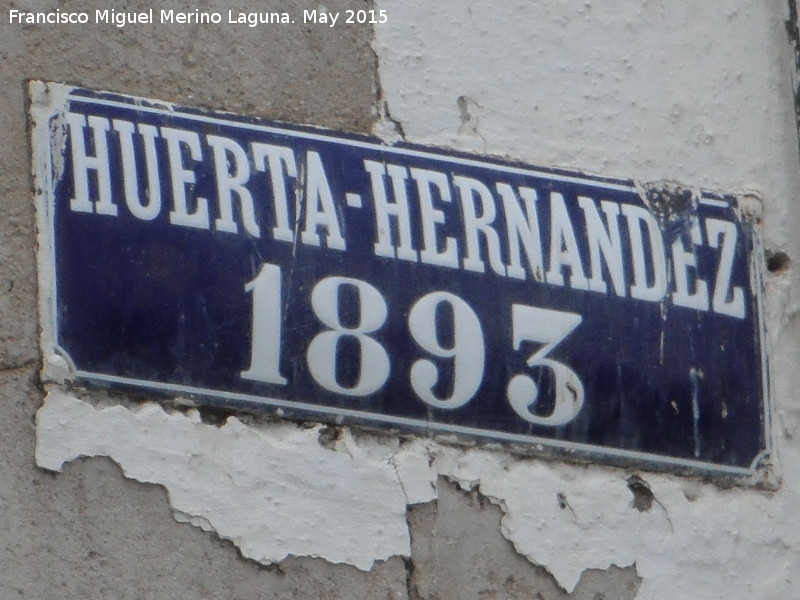 Francisco Miguel Merino Laguna. May 2015
HUERTA-HERNANDEZ
1893